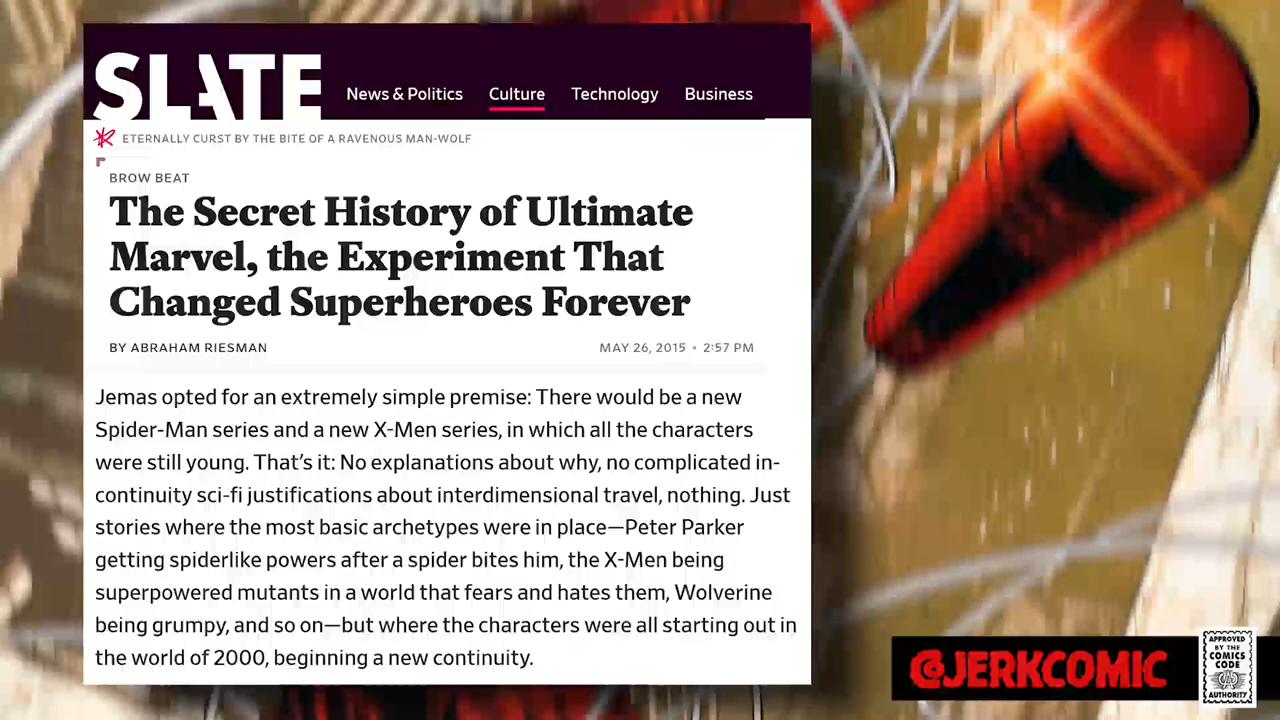 SLATE
News & Politics Culture Technology Business
ETERNALLY CURST BY THE BITE OF A RAVENOUS MAN-WOLF
BROW BEAT
The Secret History of Ultimate
Marvel, the Experiment That
Changed Superheroes Forever
BY ABRAHAM RIESMAN MAY 26, 2015 • 2:57 PM
Jemas opted for an extremely simple premise: There would be a new
Spider-Man series and a new X-Men series, in which all the characters
were still young. That's it: No explanations about why, no complicated in-
continuity sci-fi justifications about interdimensional travel, nothing. Just
stories where the most basic archetypes were in place—Peter Parker
getting spiderlike powers after a spider bites him, the X-Men being
superpowered mutants in a world that fears and hates them, Wolverine
being grumpy, and so on—but where the characters were all starting out in
the world of 2000, beginning a new continuity.
@JERKCOMIC
APPROVED
BY THE
COMICS
CODE
AUTHORITY